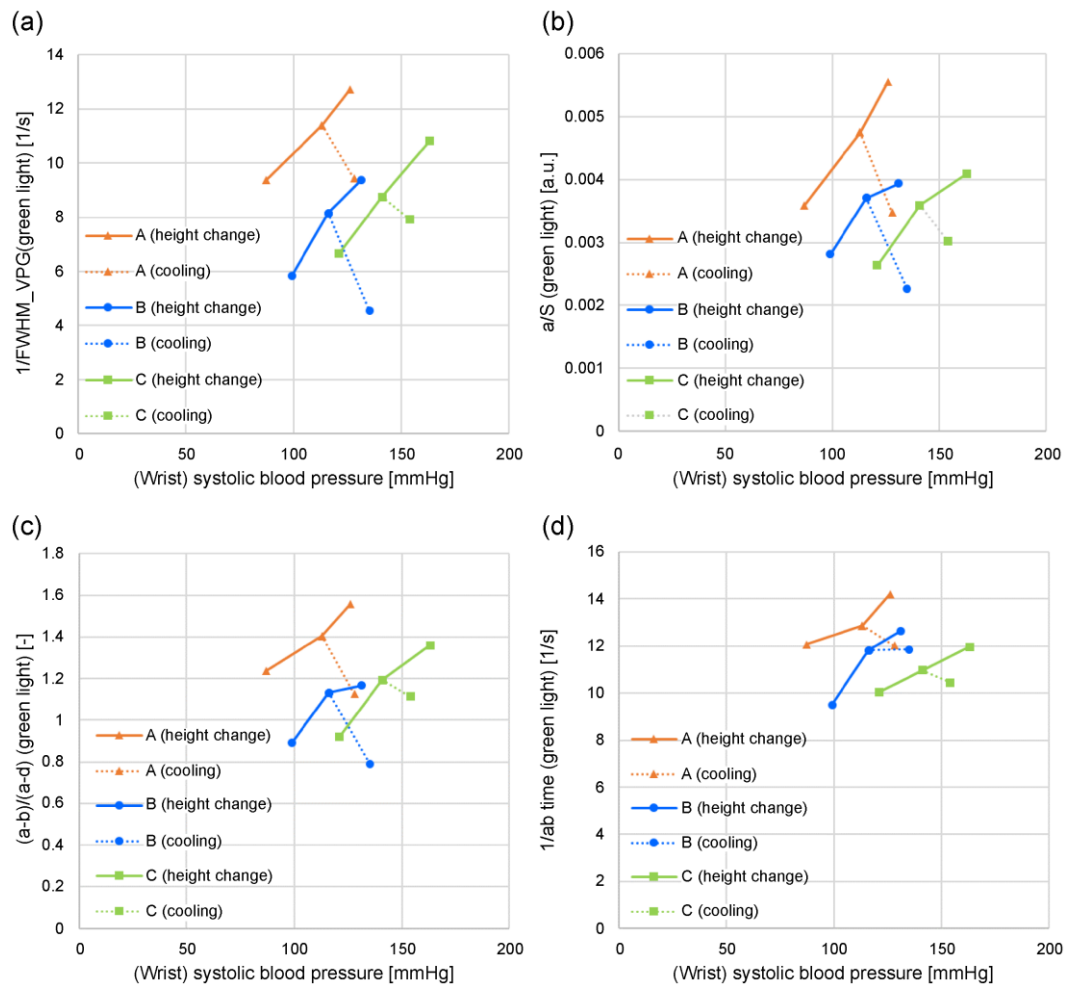 (a)
14
12
10
8
6
4
2
0
1/FWHM_VPG(green light) [1/s]
A (height change)
A (cooling)
B (height change)
B (cooling)
C (height change)
C (cooling)
0 50 100 150 200
(Wrist) systolic blood pressure [mmHg]
(b)
0.006
0.005
0.004
0.003
0.002
0.001
0
a/S (green light) [a.u.]
A (height change)
A (cooling)
B (height change)
B (cooling)
C (height change)
C (cooling)
0 50 100 150 200
(Wrist) systolic blood pressure [mmHg]
(c)
1.8
1.6
1.4
1.2
1
0.8
0.6
0.4
0.2
0
(a-b)/(a-d) (green light) [-]
A (height change)
A (cooling)
B (height change)
B (cooling)
C (height change)
C (cooling)
0 50 100 150 200
(Wrist) systolic blood pressure [mmHg]
(d)
16
14
12
10
8
6
4
2
0
1/ab time (green light) [1/s]
A (height change)
A (cooling)
B (height change)
B (cooling)
C (height change)
C (cooling)
0 50 100 150 200
(Wrist) systolic blood pressure [mmHg]